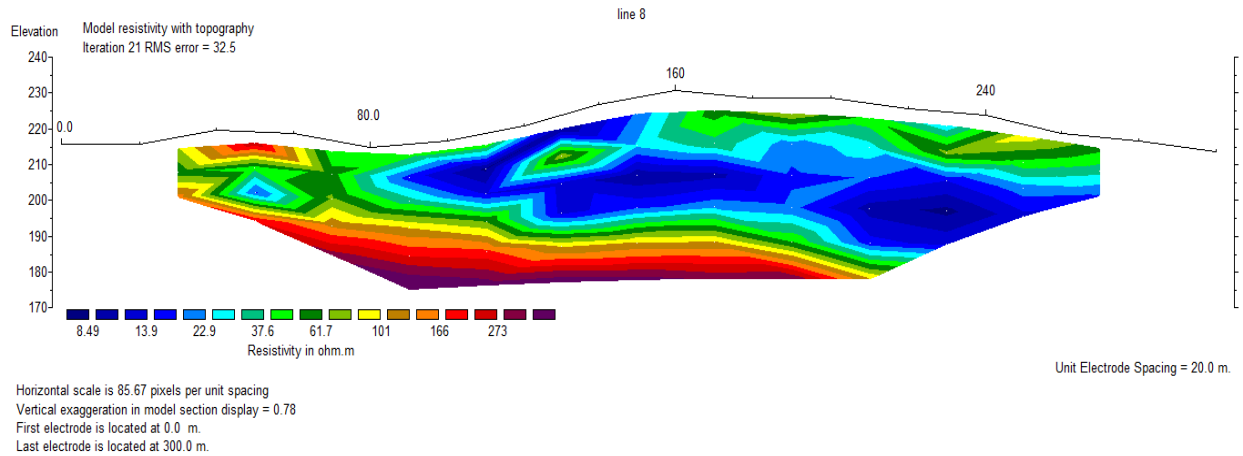 line 8
Elevation
Model resistivity with topography
Iteration 21 RMS error = 32.5
240
230
220
210
200
190
180
170
0.0
80.0
160
240
8.49 13.9 22.9 37.6 61.7 101 166 273
Resistivity in ohm.m
Unit Electrode Spacing = 20.0 m.
Horizontal scale is 85.67 pixels per unit spacing
Vertical exaggeration in model section display = 0.78
First electrode is located at 0.0 m.
Last electrode is located at 300.0 m.